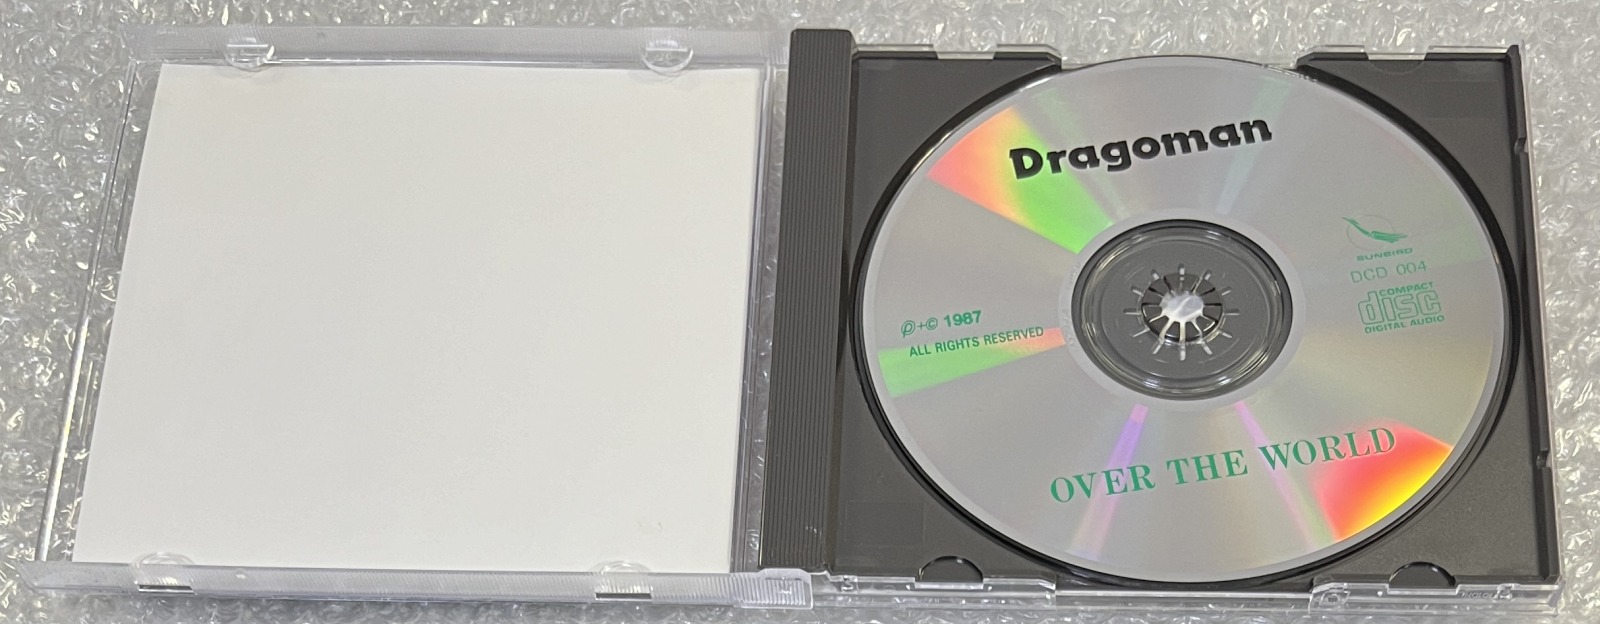 Dragoman
SUNBIRD
DCD 004
COMPACT
disc
DIGITAL AUDIO
℗+© 1987
ALL RIGHTS RESERVED
OVER THE WORLD